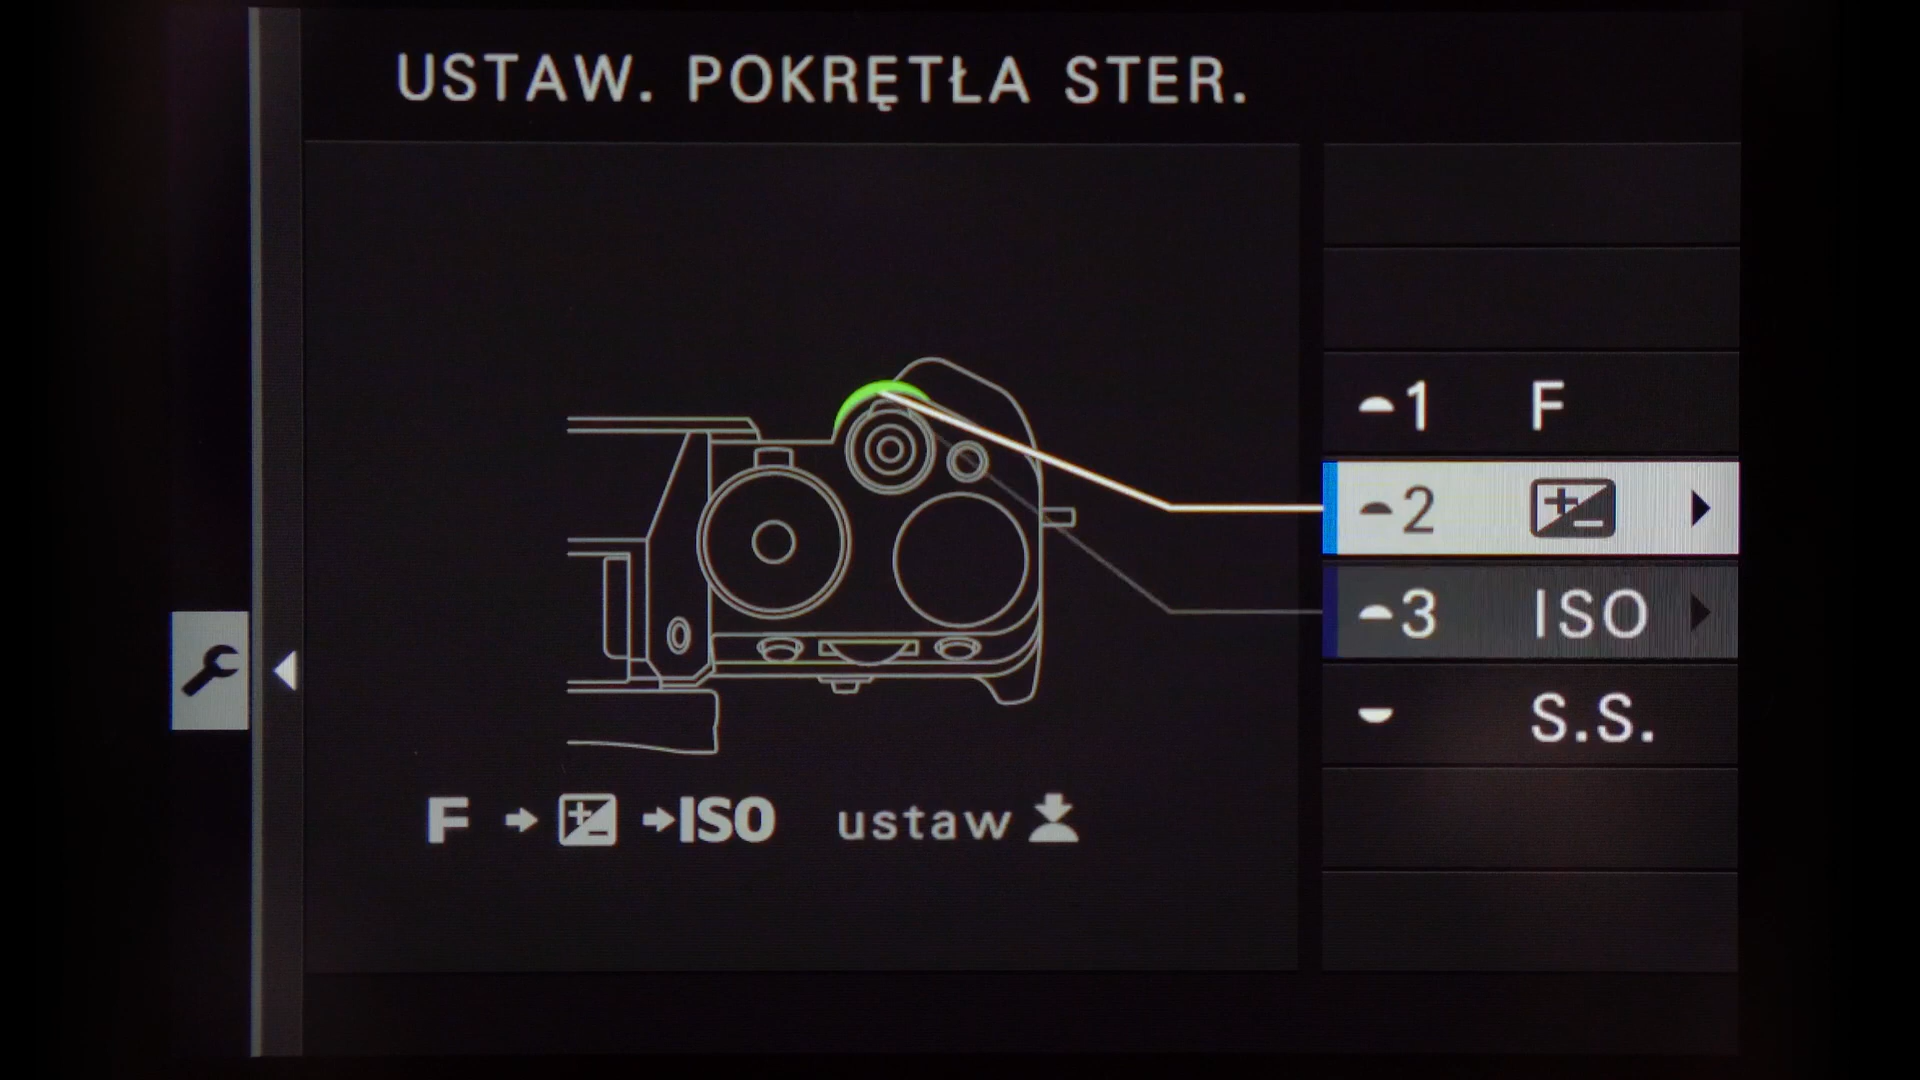 USTAW. POKRĘTŁA STER.
1 F
2
3 ISO
S.S.
F → → ISO ustaw